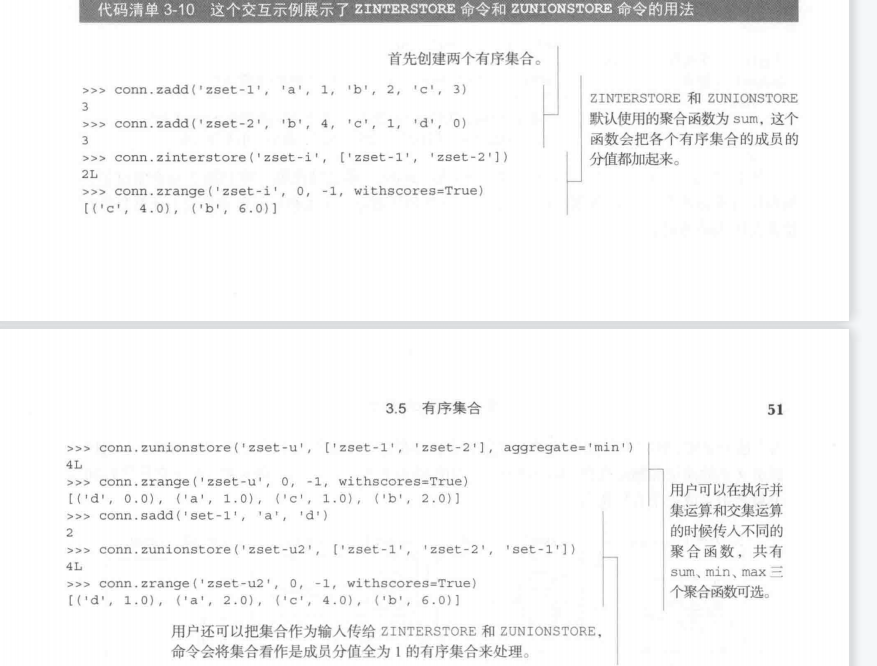 代码清单 3-10 这个交互示例展示了 ZINTERSTORE 命令和 ZUNIONSTORE 命令的用法
首先创建两个有序集合。
>>> conn.zadd('zset-1', 'a', 1, 'b', 2, 'c', 3)
3
>>> conn.zadd('zset-2', 'b', 4, 'c', 1, 'd', 0)
3
>>> conn.zinterstore('zset-i', ['zset-1', 'zset-2'])
2L
>>> conn.zrange('zset-i', 0, -1, withscores=True)
[('c', 4.0), ('b', 6.0)]
ZINTERSTORE 和 ZUNIONSTORE
默认使用的聚合函数为 sum，这个
函数会把各个有序集合的成员的
分值都加起来。
3.5 有序集合 51
>>> conn.zunionstore('zset-u', ['zset-1', 'zset-2'], aggregate='min')
4L
>>> conn.zrange('zset-u', 0, -1, withscores=True)
[('d', 0.0), ('a', 1.0), ('c', 1.0), ('b', 2.0)]
>>> conn.sadd('set-1', 'a', 'd')
2
>>> conn.zunionstore('zset-u2', ['zset-1', 'zset-2', 'set-1'])
4L
>>> conn.zrange('zset-u2', 0, -1, withscores=True)
[('d', 1.0), ('a', 2.0), ('c', 4.0), ('b', 6.0)]
用户可以在执行并
集运算和交集运算
的时候传入不同的
聚合函数，共有
sum、min、max 三
个聚合函数可选。
用户还可以把集合作为输入传给 ZINTERSTORE 和 ZUNIONSTORE，
命令会将集合看作是成员分值全为 1 的有序集合来处理。